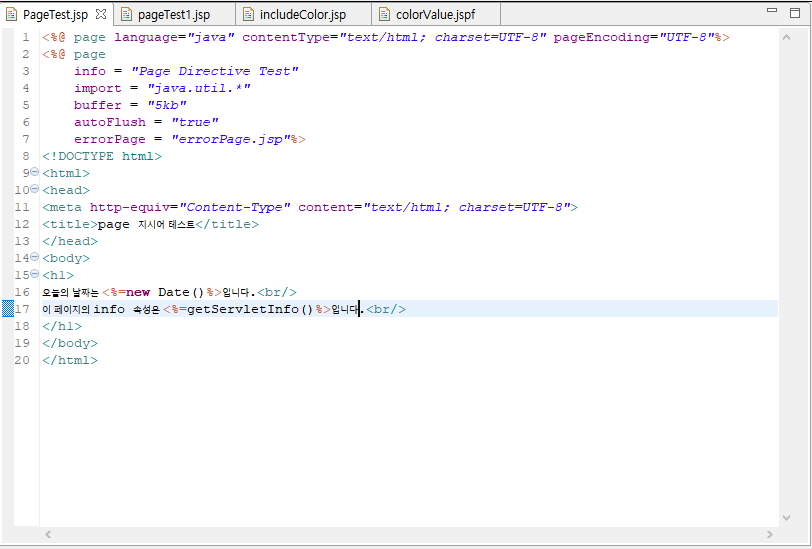 PageTest.jsp pageTest1.jsp includeColor.jsp colorValue.jspf
1 <%@ page language="java" contentType="text/html; charset=UTF-8" pageEncoding="UTF-8"%>
2 <%@ page
3 info = "Page Directive Test"
4 import = "java.util.*"
5 buffer = "5kb"
6 autoFlush = "true"
7 errorPage = "errorPage.jsp"%>
8 <!DOCTYPE html>
9 <html>
10 <head>
11 <meta http-equiv="Content-Type" content="text/html; charset=UTF-8">
12 <title>page 지시어 테스트</title>
13 </head>
14 <body>
15 <h1>
16 오늘의 날짜는 <%=new Date()%>입니다.<br/>
17 이 페이지의 info 속성은 <%=getServletInfo()%>입니다.<br/>
18 </h1>
19 </body>
20 </html>